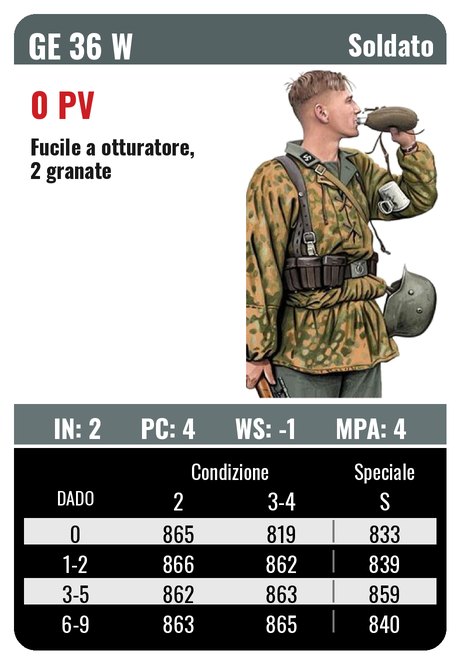 GE 36 W Soldato
0 PV
Fucile a otturatore,
2 granate
IN: 2 PC: 4 WS: -1 MPA: 4
Condizione Speciale
DADO 2 3-4 S
0 865 819 833
1-2 866 862 839
3-5 862 863 859
6-9 863 865 840